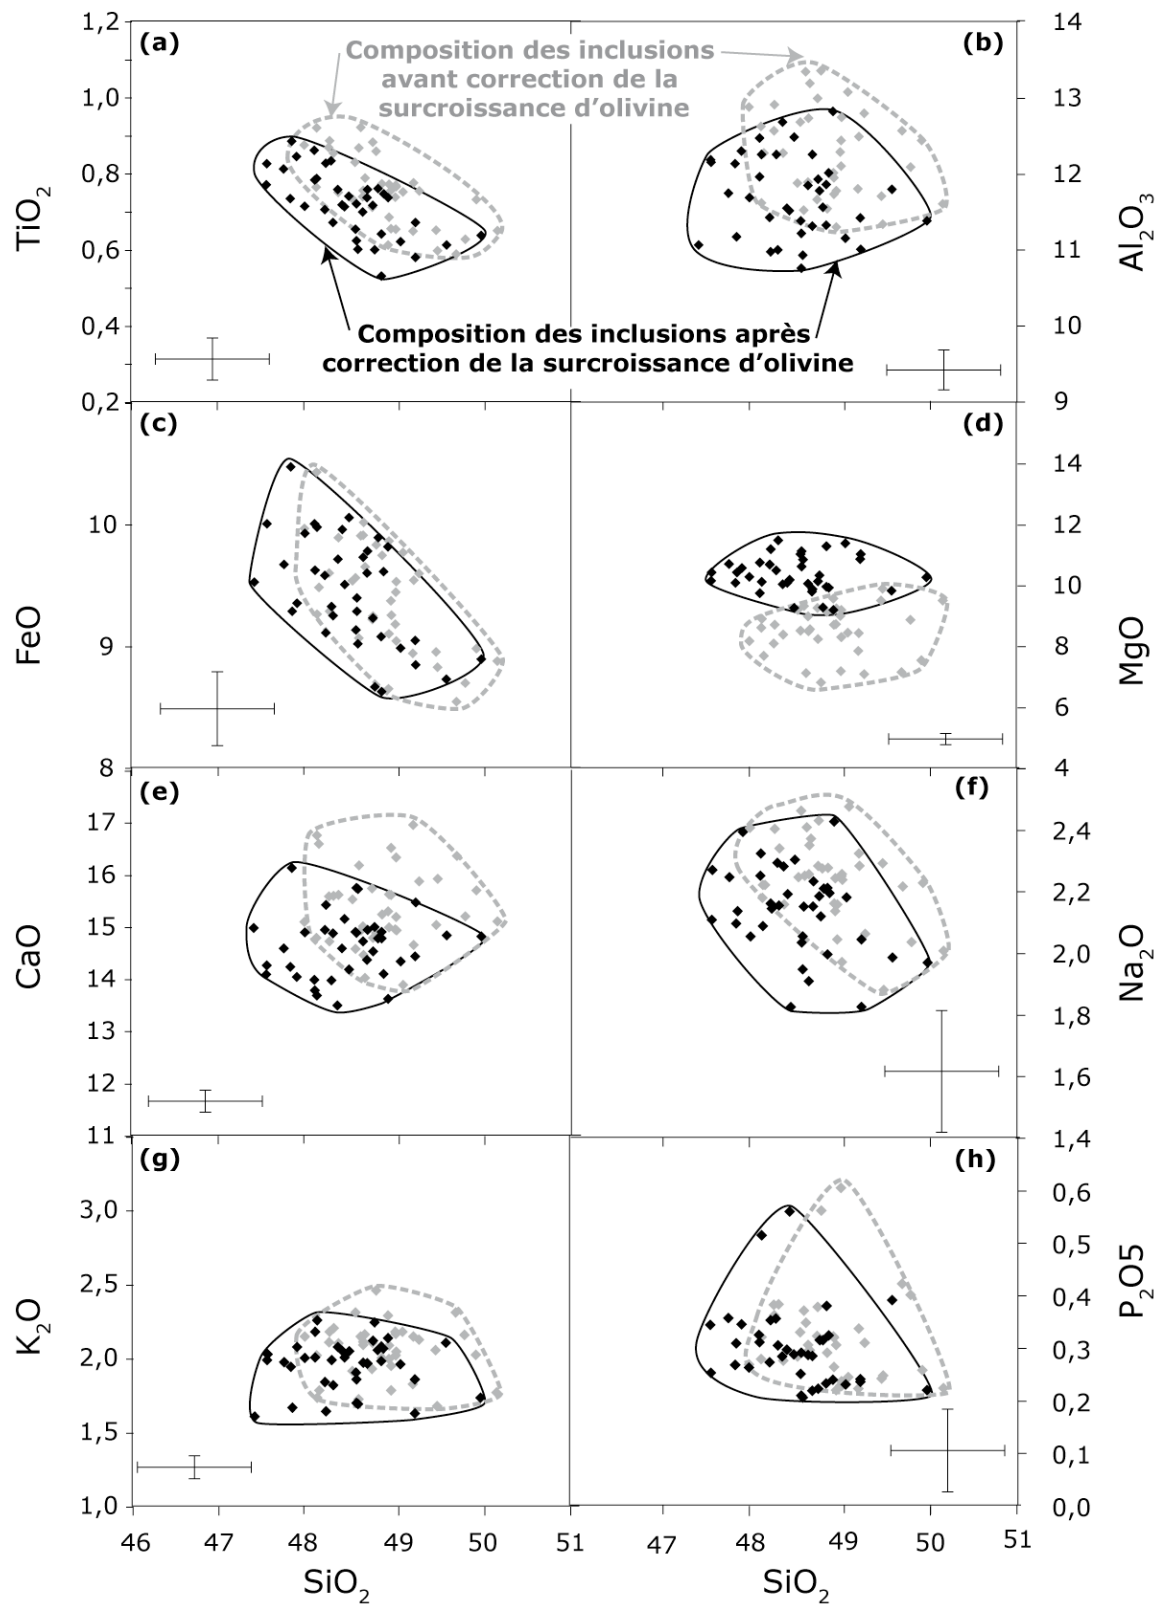 (a)
(b)
Composition des inclusions
avant correction de la
surcroissance d’olivine
1,2
1,0
0,8
0,6
0,4
0,2
TiO2
14
13
12
11
10
9
Al2O3
Composition des inclusions après
correction de la surcroissance d’olivine
(c)
(d)
10
9
8
FeO
14
12
10
8
6
4
MgO
(e)
(f)
17
16
15
14
13
12
11
CaO
2,4
2,2
2,0
1,8
1,6
1,4
Na2O
(g)
(h)
3,0
2,5
2,0
1,5
1,0
K2O
0,6
0,5
0,4
0,3
0,2
0,1
0,0
P2O5
46 47 48 49 50 51
47 48 49 50 51
SiO2
SiO2